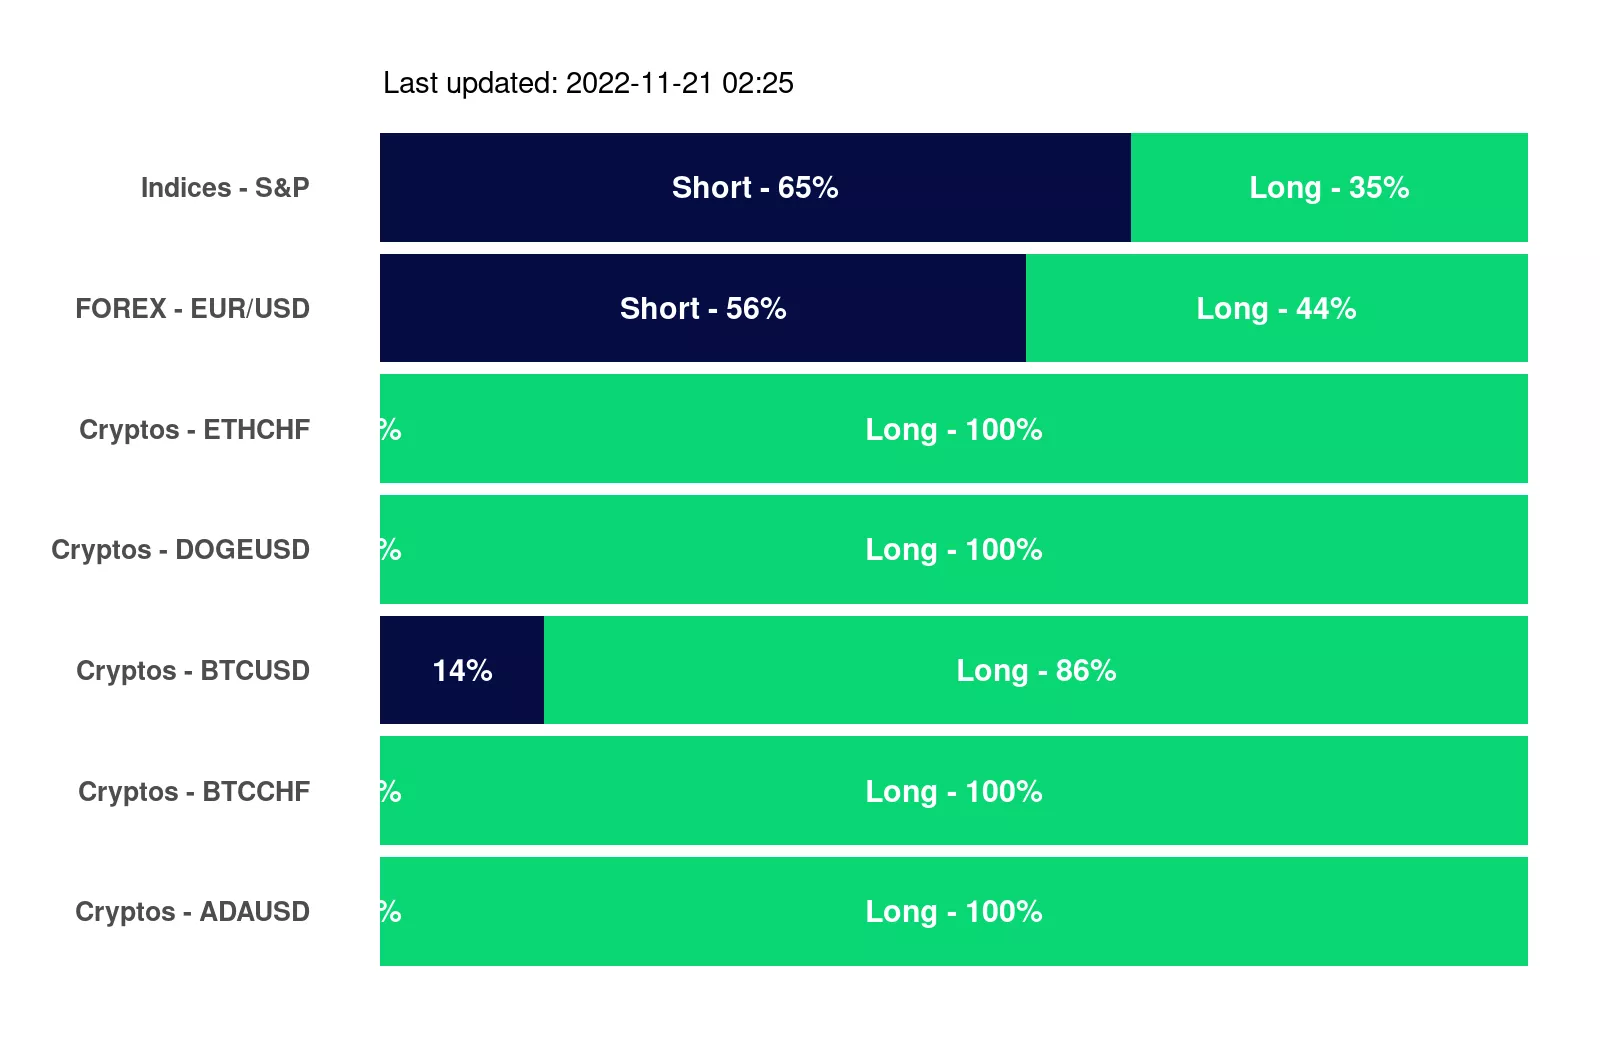 Last updated: 2022-11-21 02:25
Indices - S&P Short - 65% Long - 35%
FOREX - EUR/USD Short - 56% Long - 44%
Cryptos - ETHCHF % Long - 100%
Cryptos - DOGEUSD % Long - 100%
Cryptos - BTCUSD 14% Long - 86%
Cryptos - BTCCHF % Long - 100%
Cryptos - ADAUSD % Long - 100%